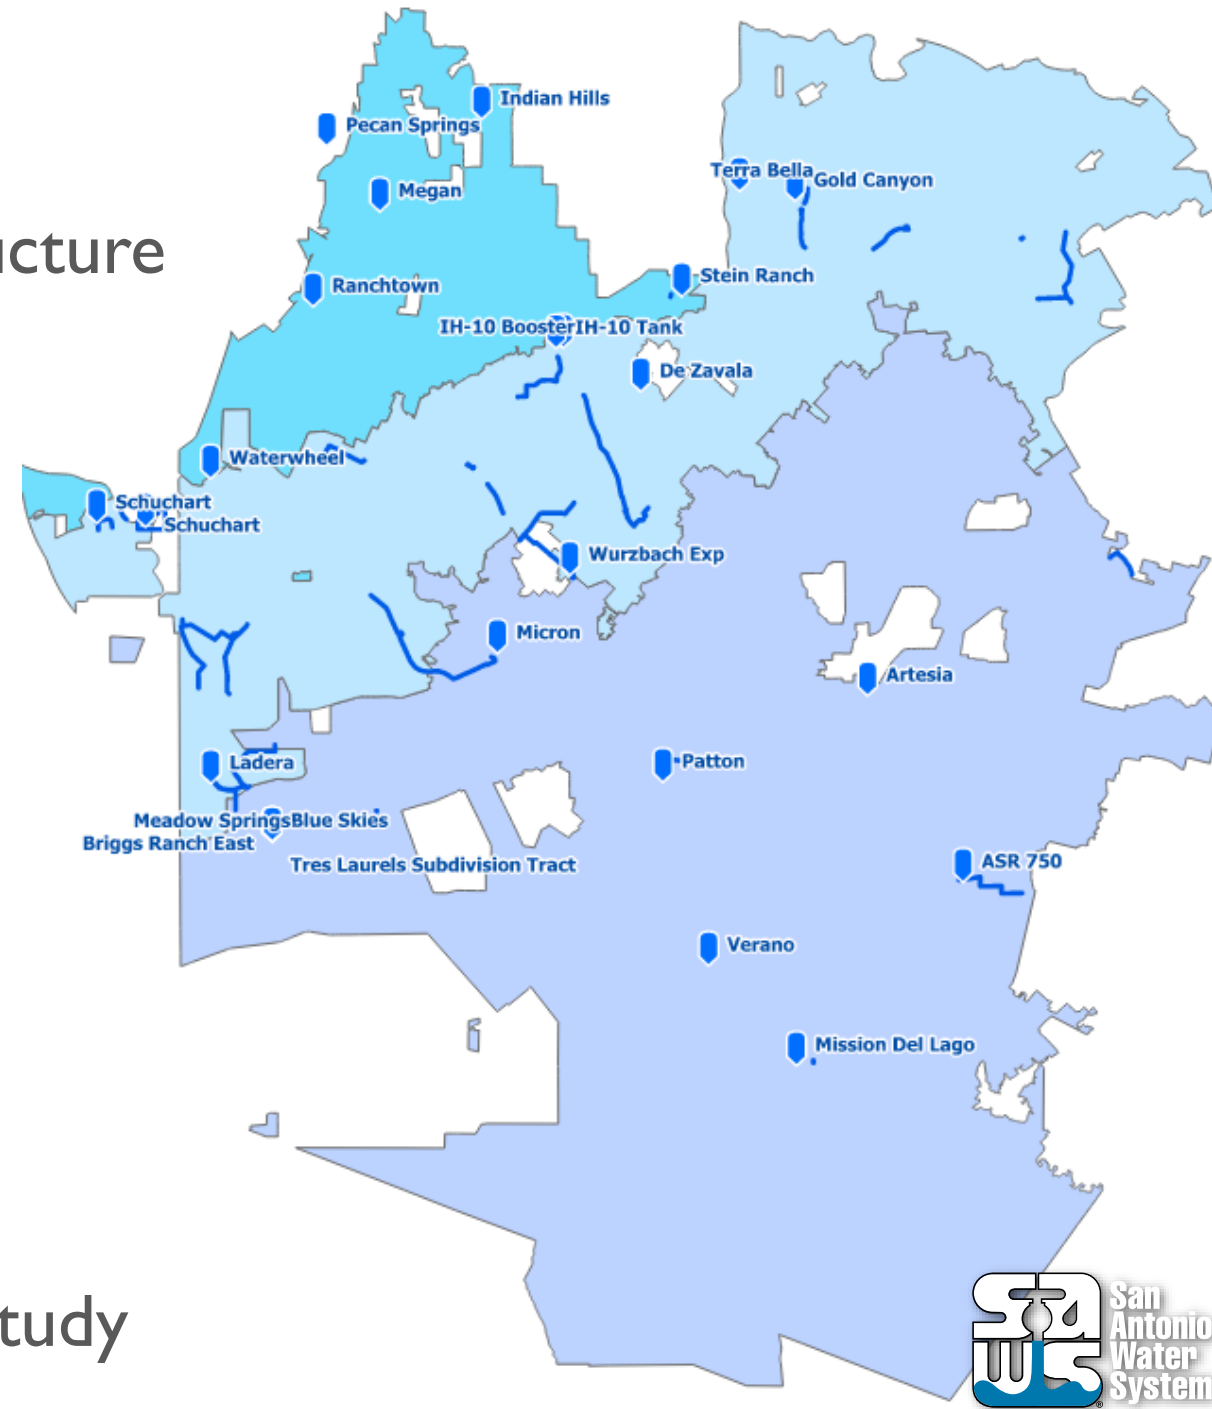 Indian Hills
Pecan Springs
Terra Bella
Gold Canyon
Megan
ucture
Stein Ranch
Ranchtown
IH-10 Booster
IH-10 Tank
De Zavala
Waterwheel
Schuchart
Schuchart
Wurzbach Exp
Micron
Artesia
Ladera
Patton
Meadow Springs
Blue Skies
Briggs Ranch East
Tres Laurels Subdivision Tract
ASR 750
Verano
Mission Del Lago
tudy
SAWS
San
Antonio
Water
System
®